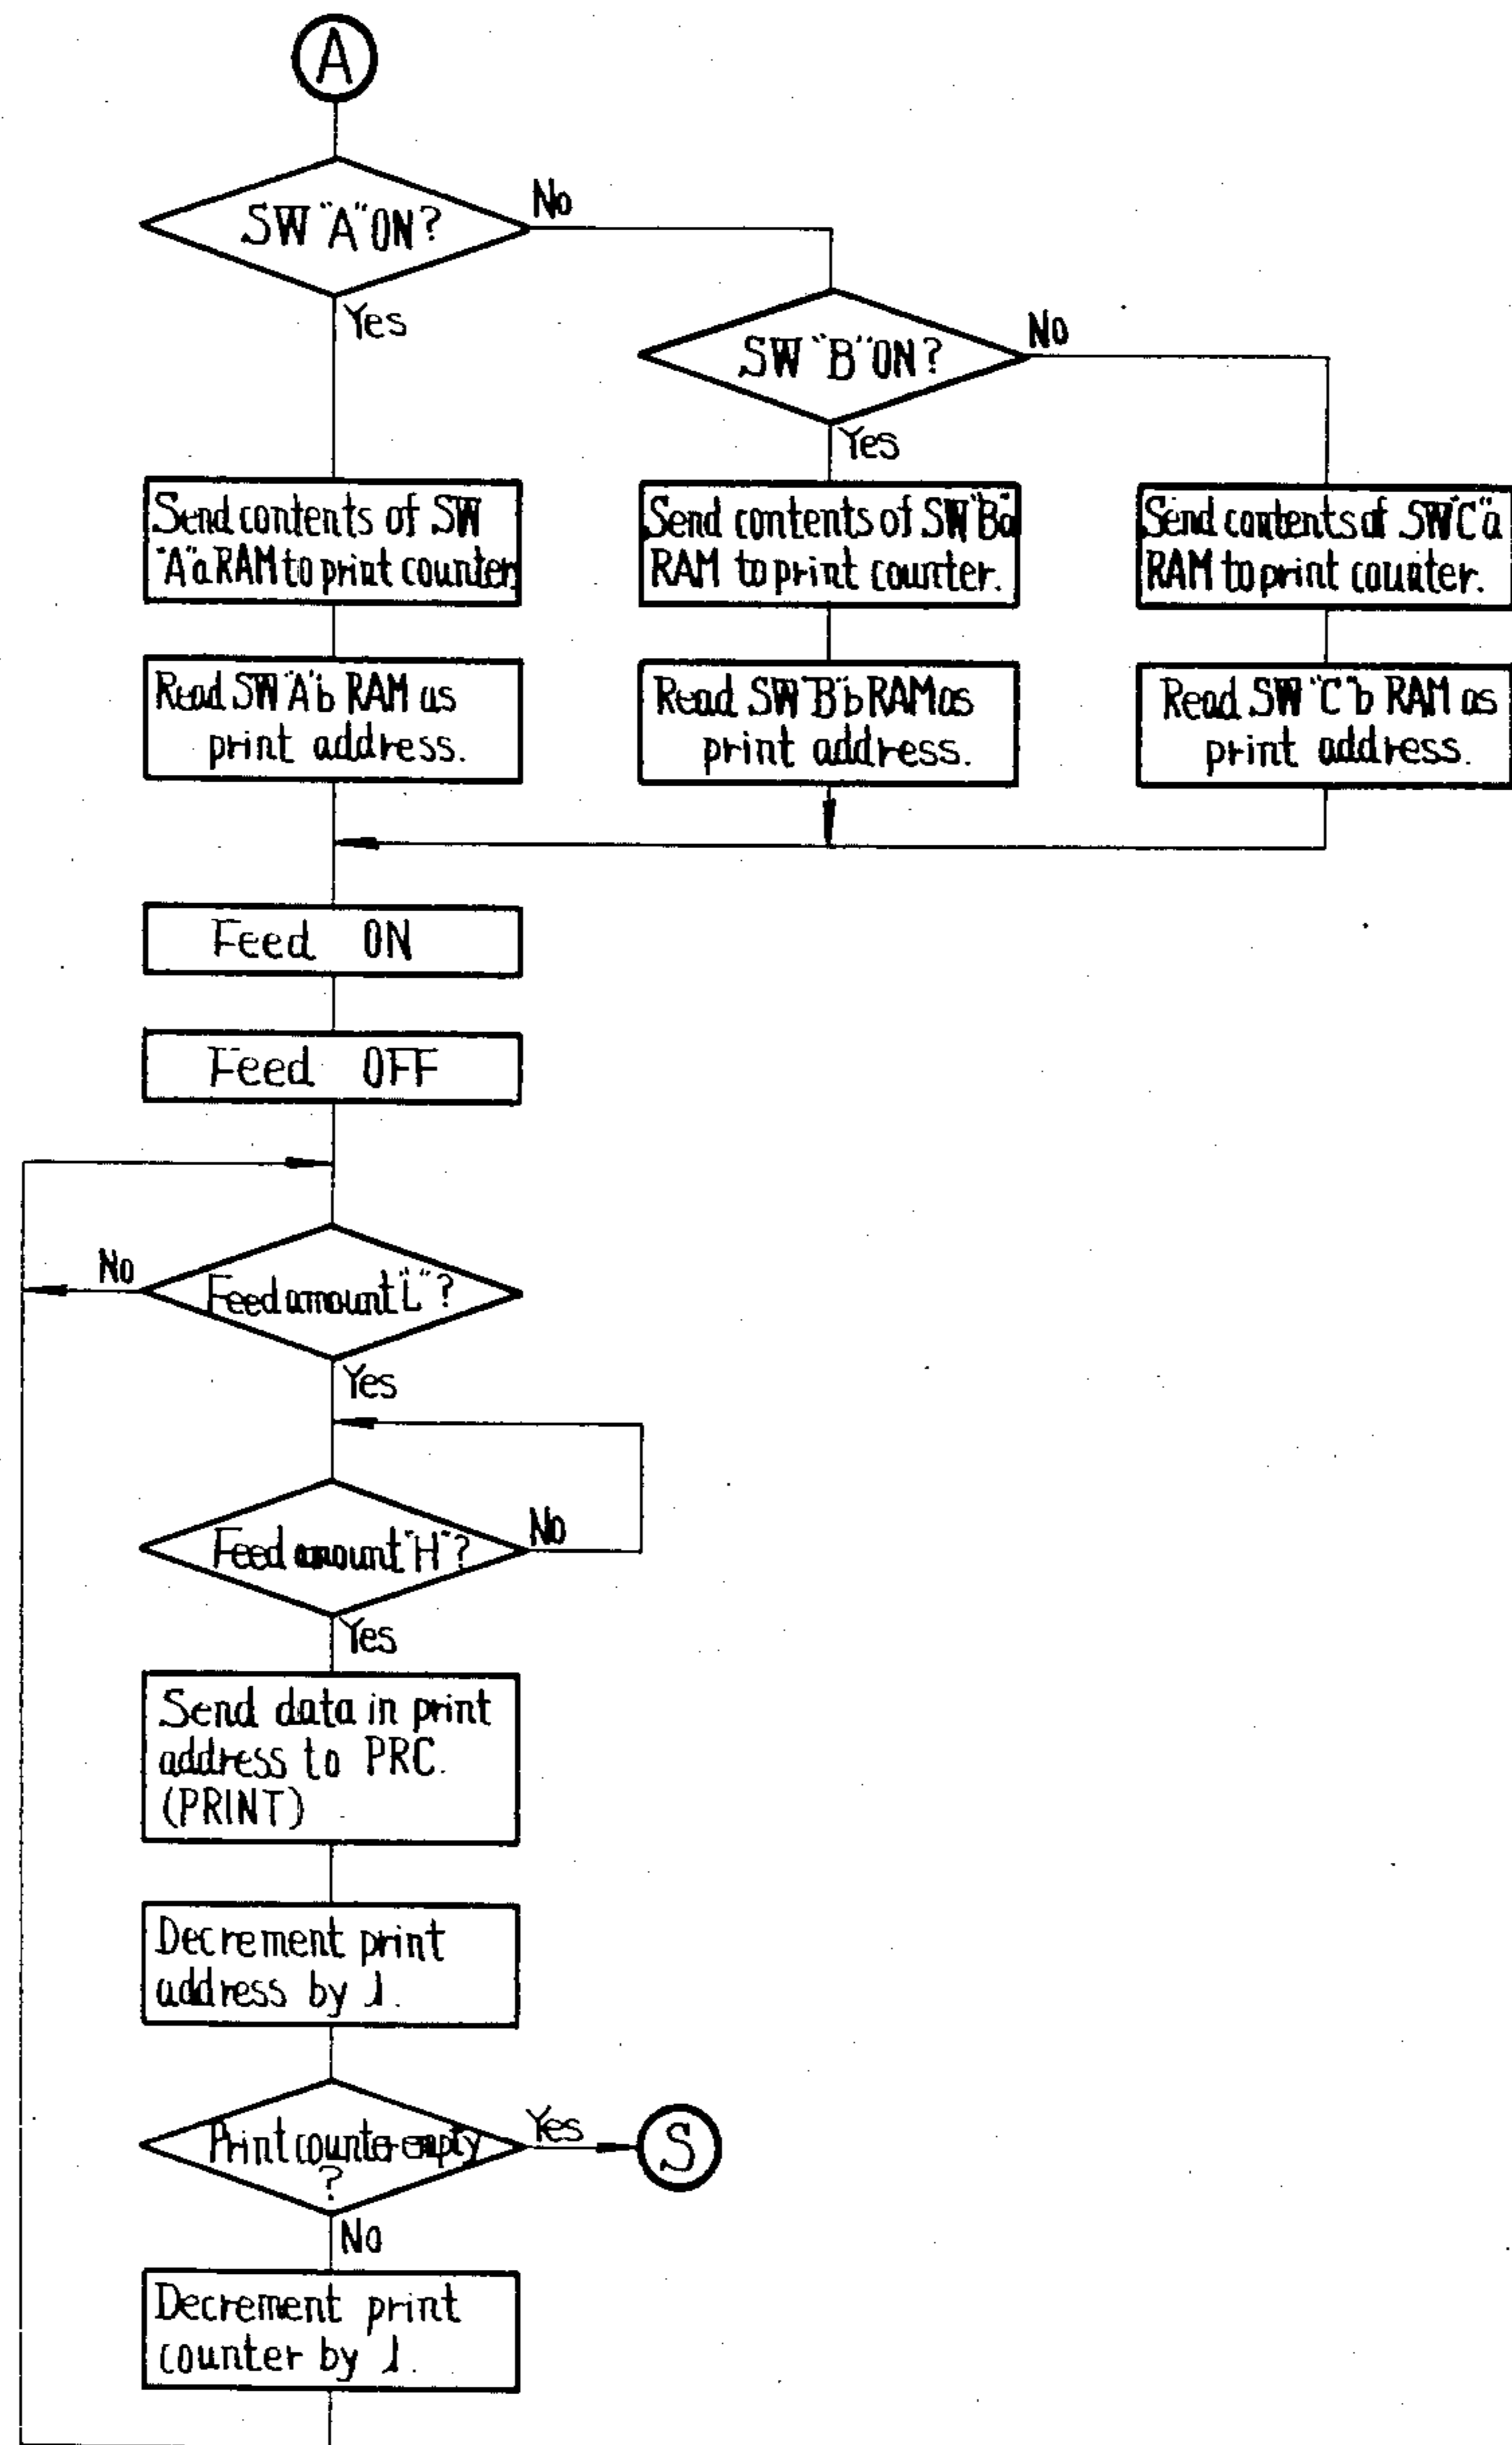 A
SW "A" ON?
No
Yes
SW "B" ON?
No
Yes
Send contents of SW
"A" a RAM to print counter.
Send contents of SW "B" a
RAM to print counter.
Send contents of SW "C" a
RAM to print counter.
Read SW "A" b RAM as
print address.
Read SW "B" b RAM as
print address.
Read SW "C" b RAM as
print address.
Feed ON
Feed OFF
No
Feed amount "L" ?
Yes
Feed amount "H" ?
No
Yes
Send data in print
address to PRC.
(PRINT)
Decrement print
address by 1.
Print counter empty
?
Yes
S
No
Decrement print
counter by 1.